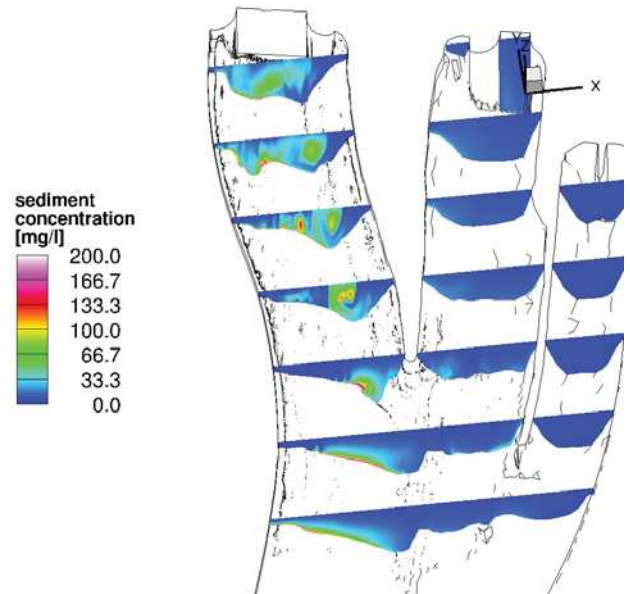 Y Z
X
sediment
concentration
[mg/l]
200.0
166.7
133.3
100.0
66.7
33.3
0.0